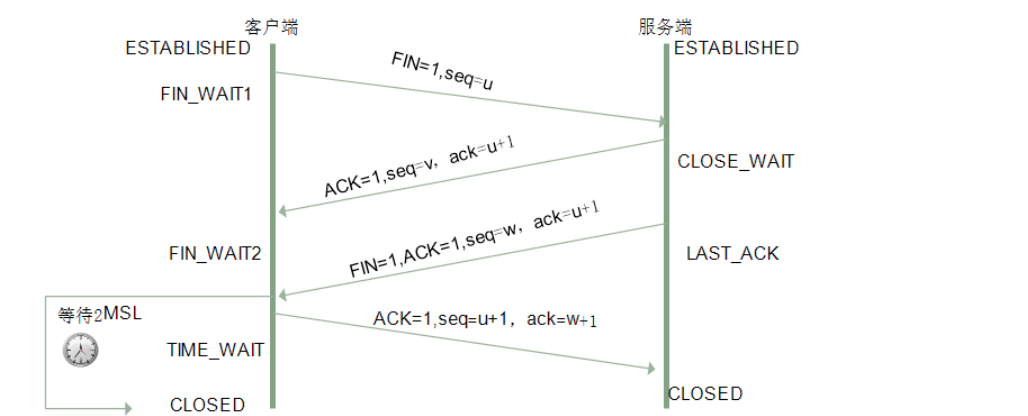 客户端
服务端
ESTABLISHED
ESTABLISHED
FIN=1,seq=u
FIN_WAIT1
ACK=1,seq=v，ack=u+1
CLOSE_WAIT
FIN=1,ACK=1,seq=w，ack=u+1
FIN_WAIT2
LAST_ACK
等待2MSL
ACK=1,seq=u+1，ack=w+1
TIME_WAIT
CLOSED
CLOSED